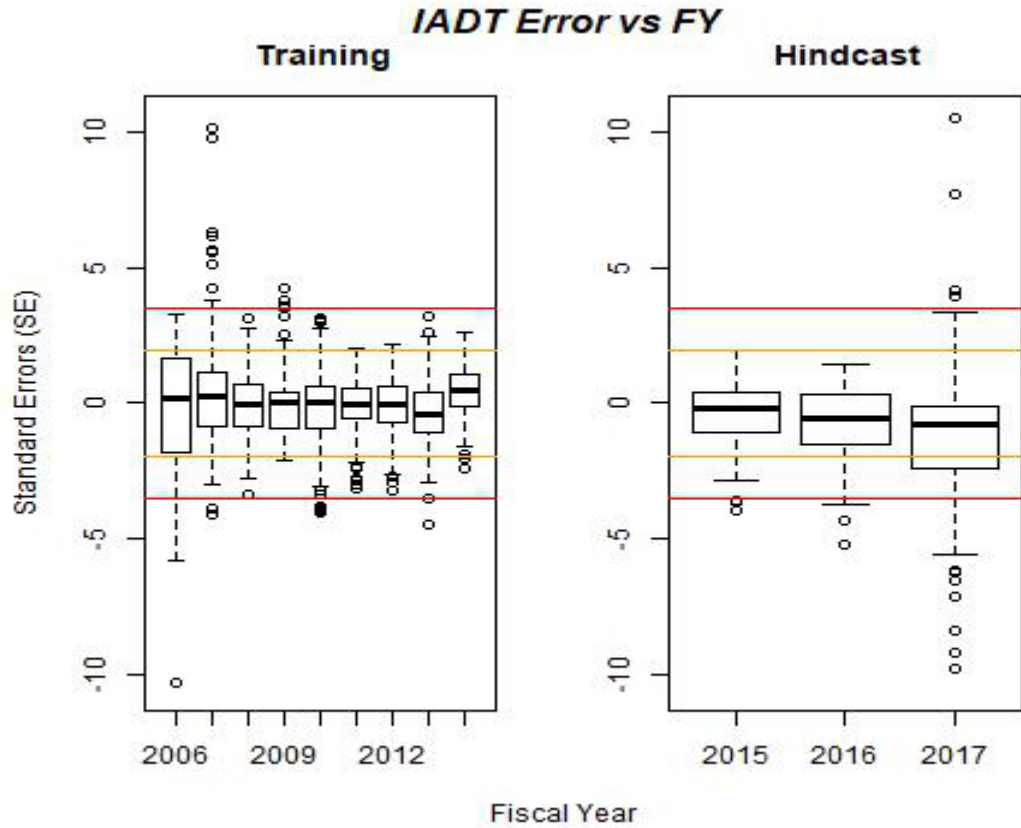 IADT Error vs FY
Training
Hindcast
Standard Errors (SE)
10
5
0
-5
-10
2006 2009 2012
10
5
0
-5
-10
2015 2016 2017
Fiscal Year